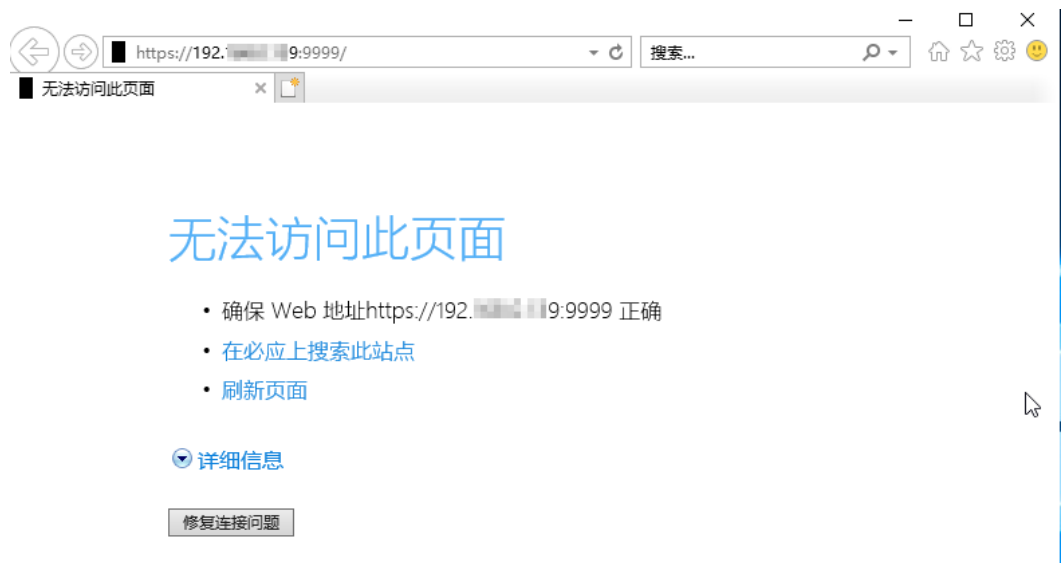 https://192. 9:9999/
搜索...
无法访问此页面
无法访问此页面
• 确保 Web 地址https://192. 9:9999 正确
• 在必应上搜索此站点
• 刷新页面
详细信息
修复连接问题